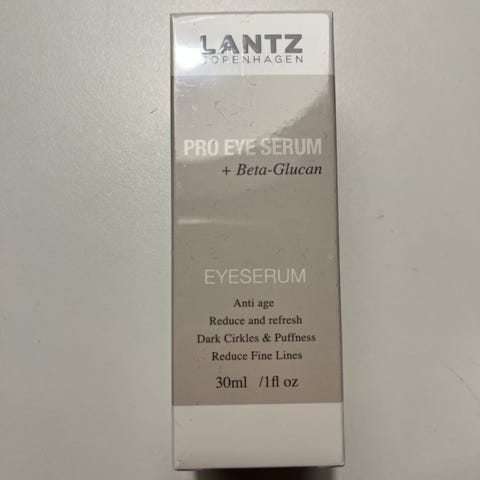 LANTZ
COPENHAGEN
PRO EYE SERUM
+ Beta-Glucan
EYESERUM
Anti age
Reduce and refresh
Dark Cirkles & Puffness
Reduce Fine Lines
30ml /1fl oz